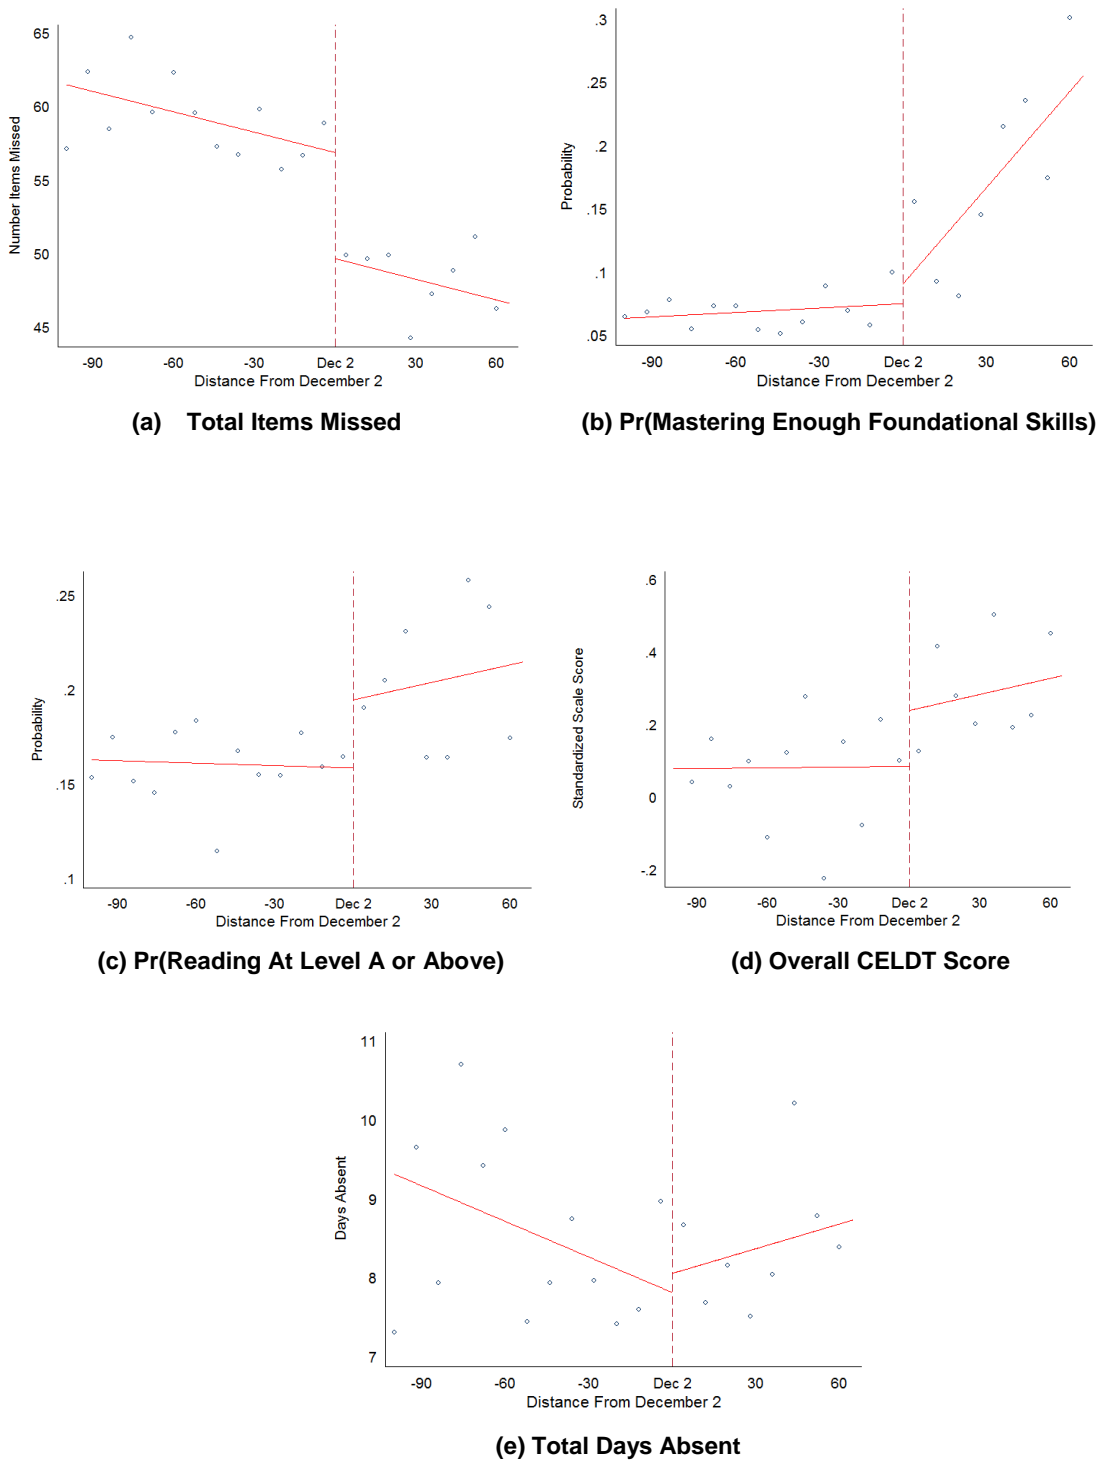 65
60
55
50
45
Number Items Missed
-90 -60 -30 Dec 2 30 60
Distance From December 2
(a) Total Items Missed
.3
.25
.2
.15
.1
.05
Probability
-90 -60 -30 Dec 2 30 60
Distance From December 2
(b) Pr(Mastering Enough Foundational Skills)
.25
.2
.15
.1
Probability
-90 -60 -30 Dec 2 30 60
Distance From December 2
(c) Pr(Reading At Level A or Above)
.6
.4
.2
0
-.2
Standardized Scale Score
-90 -60 -30 Dec 2 30 60
Distance From December 2
(d) Overall CELDT Score
11
10
9
8
7
Days Absent
-90 -60 -30 Dec 2 30 60
Distance From December 2
(e) Total Days Absent